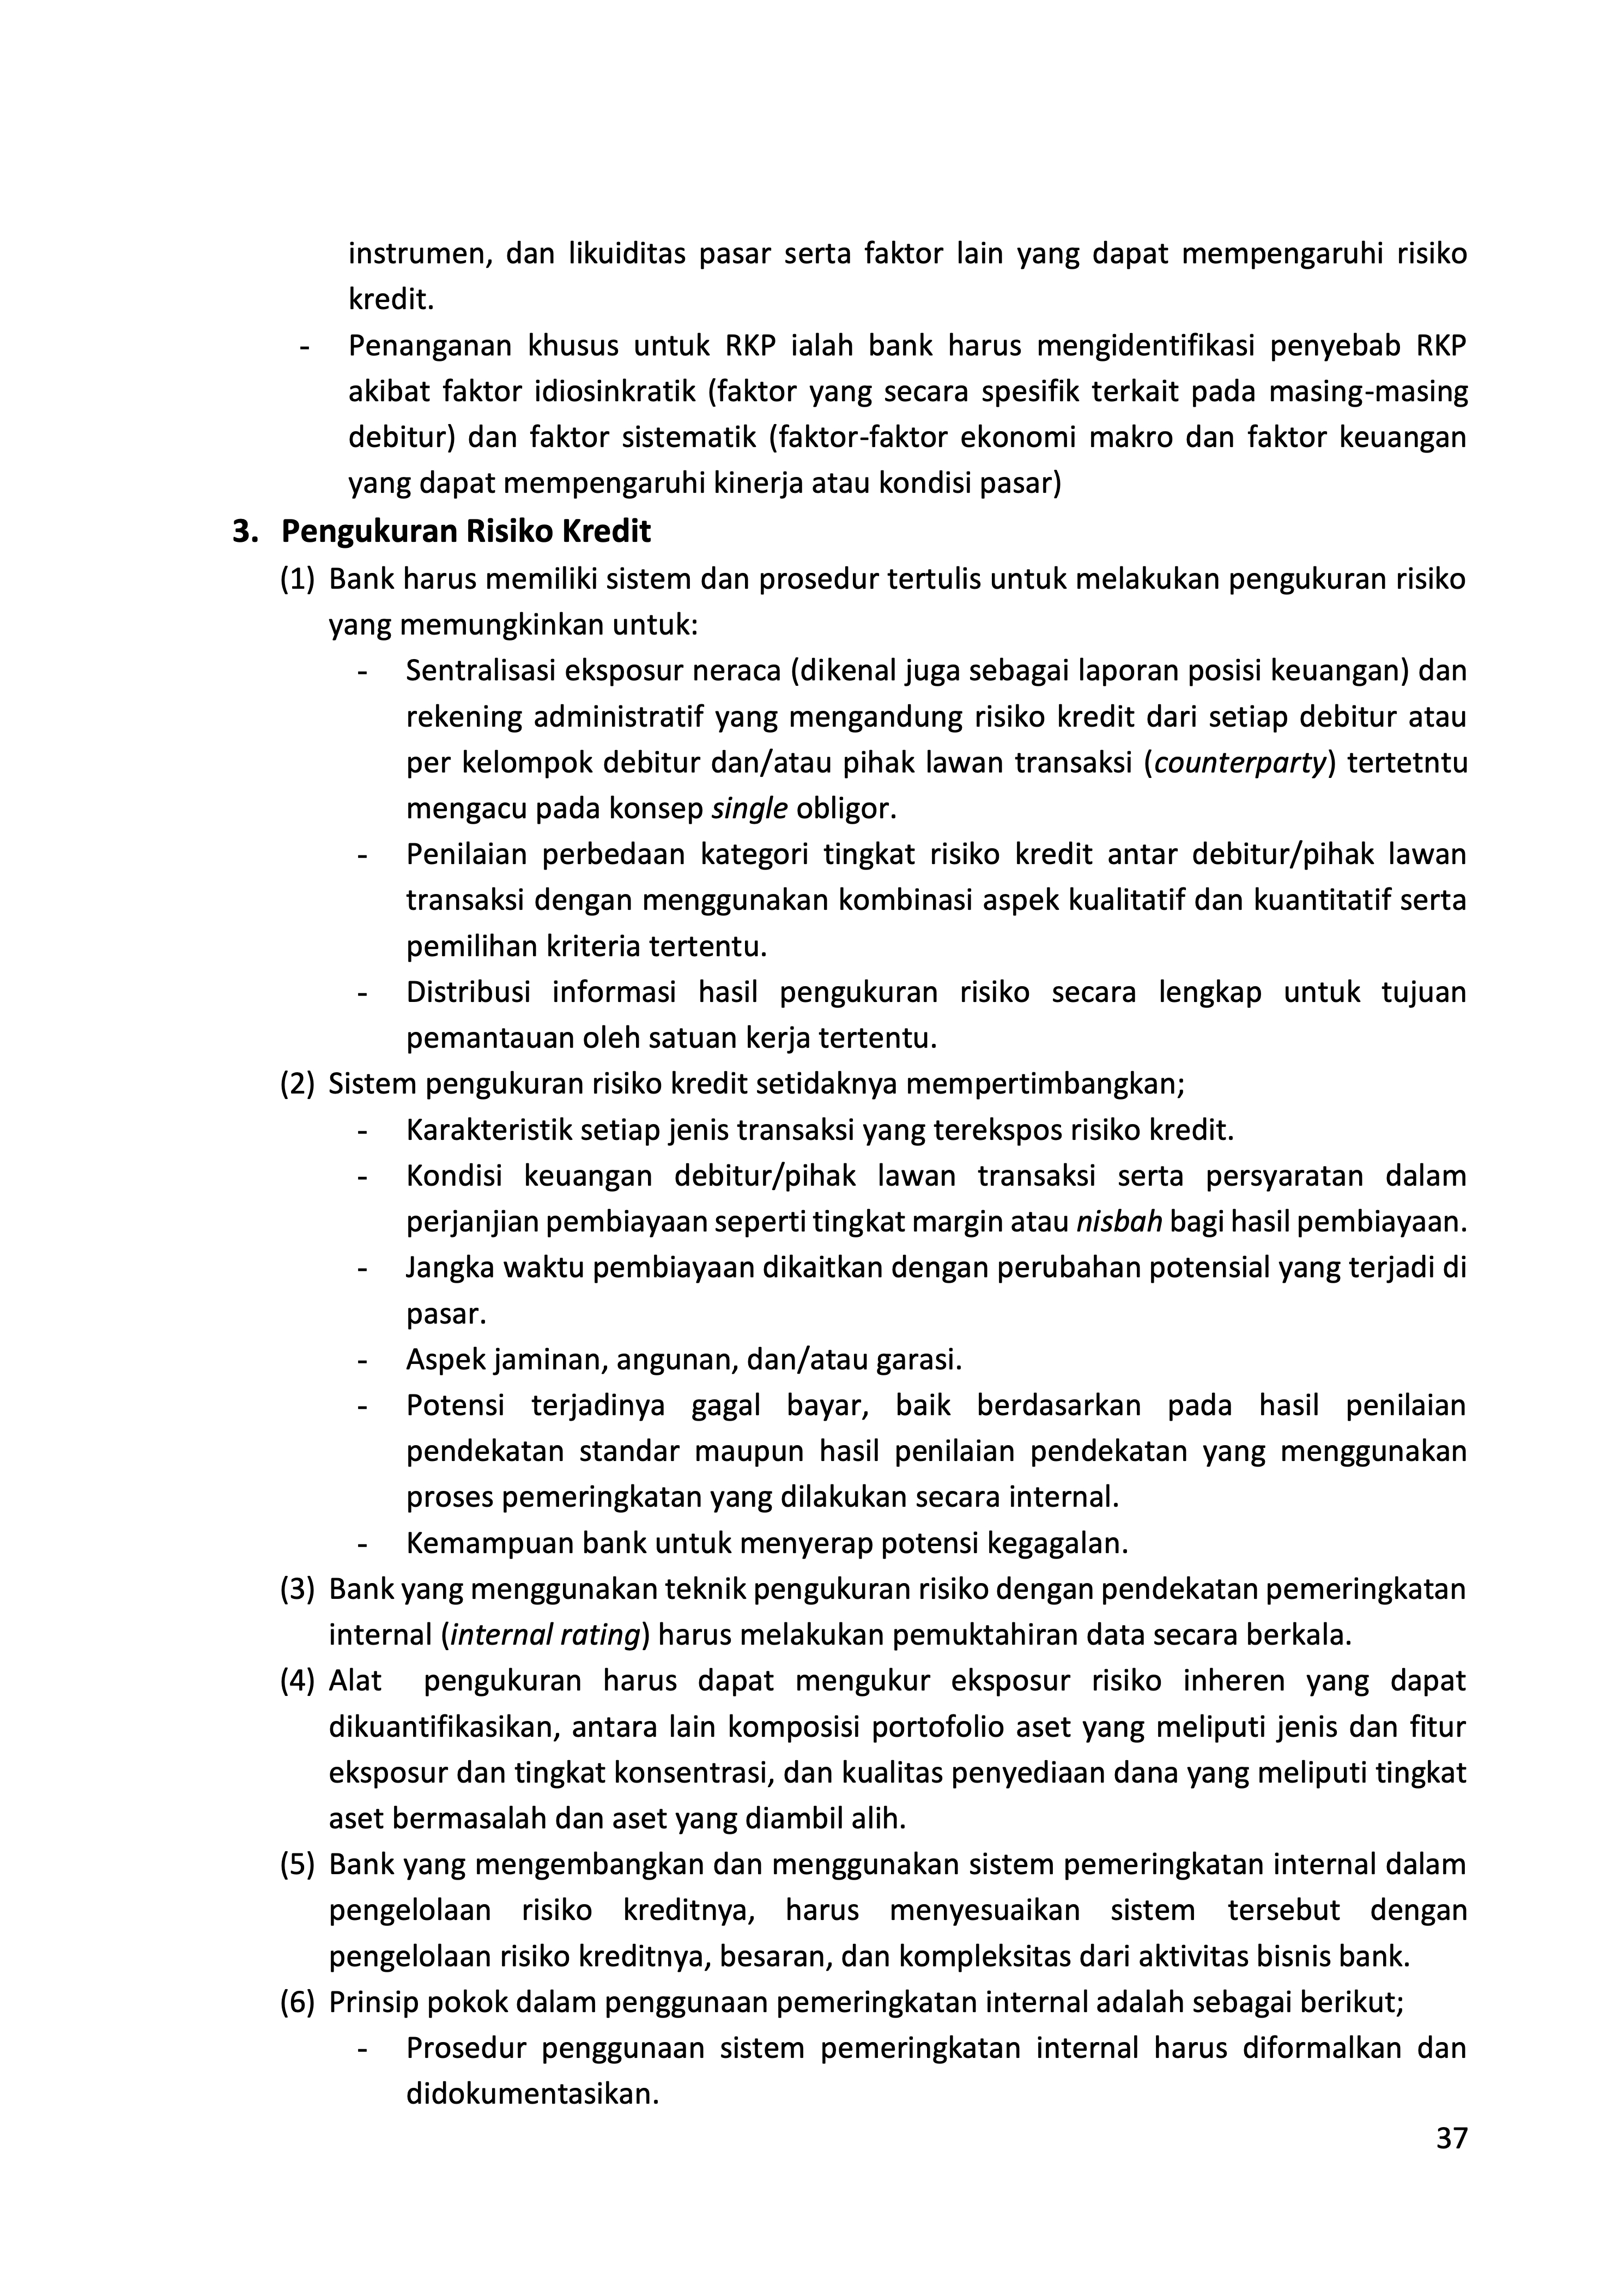 instrumen, dan likuiditas pasar serta faktor lain yang dapat mempengaruhi risiko
kredit.
- Penanganan khusus untuk RKP ialah bank harus mengidentifikasi penyebab RKP
akibat faktor idiosinkratik (faktor yang secara spesifik terkait pada masing-masing
debitur) dan faktor sistematik (faktor-faktor ekonomi makro dan faktor keuangan
yang dapat mempengaruhi kinerja atau kondisi pasar)
3. Pengukuran Risiko Kredit
(1) Bank harus memiliki sistem dan prosedur tertulis untuk melakukan pengukuran risiko
yang memungkinkan untuk:
- Sentralisasi eksposur neraca (dikenal juga sebagai laporan posisi keuangan) dan
rekening administratif yang mengandung risiko kredit dari setiap debitur atau
per kelompok debitur dan/atau pihak lawan transaksi (counterparty) tertetntu
mengacu pada konsep single obligor.
- Penilaian perbedaan kategori tingkat risiko kredit antar debitur/pihak lawan
transaksi dengan menggunakan kombinasi aspek kualitatif dan kuantitatif serta
pemilihan kriteria tertentu.
- Distribusi informasi hasil pengukuran risiko secara lengkap untuk tujuan
pemantauan oleh satuan kerja tertentu.
(2) Sistem pengukuran risiko kredit setidaknya mempertimbangkan;
- Karakteristik setiap jenis transaksi yang terekspos risiko kredit.
- Kondisi keuangan debitur/pihak lawan transaksi serta persyaratan dalam
perjanjian pembiayaan seperti tingkat margin atau nisbah bagi hasil pembiayaan.
- Jangka waktu pembiayaan dikaitkan dengan perubahan potensial yang terjadi di
pasar.
- Aspek jaminan, angunan, dan/atau garasi.
- Potensi terjadinya gagal bayar, baik berdasarkan pada hasil penilaian
pendekatan standar maupun hasil penilaian pendekatan yang menggunakan
proses pemeringkatan yang dilakukan secara internal.
- Kemampuan bank untuk menyerap potensi kegagalan.
(3) Bank yang menggunakan teknik pengukuran risiko dengan pendekatan pemeringkatan
internal (internal rating) harus melakukan pemuktahiran data secara berkala.
(4) Alat pengukuran harus dapat mengukur eksposur risiko inheren yang dapat
dikuantifikasikan, antara lain komposisi portofolio aset yang meliputi jenis dan fitur
eksposur dan tingkat konsentrasi, dan kualitas penyediaan dana yang meliputi tingkat
aset bermasalah dan aset yang diambil alih.
(5) Bank yang mengembangkan dan menggunakan sistem pemeringkatan internal dalam
pengelolaan risiko kreditnya, harus menyesuaikan sistem tersebut dengan
pengelolaan risiko kreditnya, besaran, dan kompleksitas dari aktivitas bisnis bank.
(6) Prinsip pokok dalam penggunaan pemeringkatan internal adalah sebagai berikut;
- Prosedur penggunaan sistem pemeringkatan internal harus diformalkan dan
didokumentasikan.
37